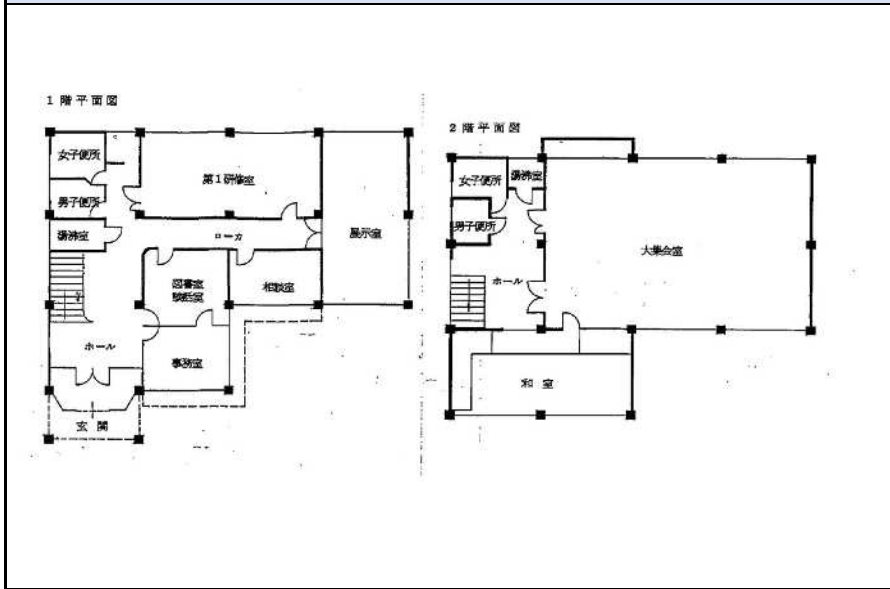 1階平面図
女子便所
男子便所
湯沸室
第1研修室
ローカ
展示室
図書室
談話室
相談室
ホール
事務室
玄関
2階平面図
女子便所
湯沸室
男子便所
ホール
大集会室
和室